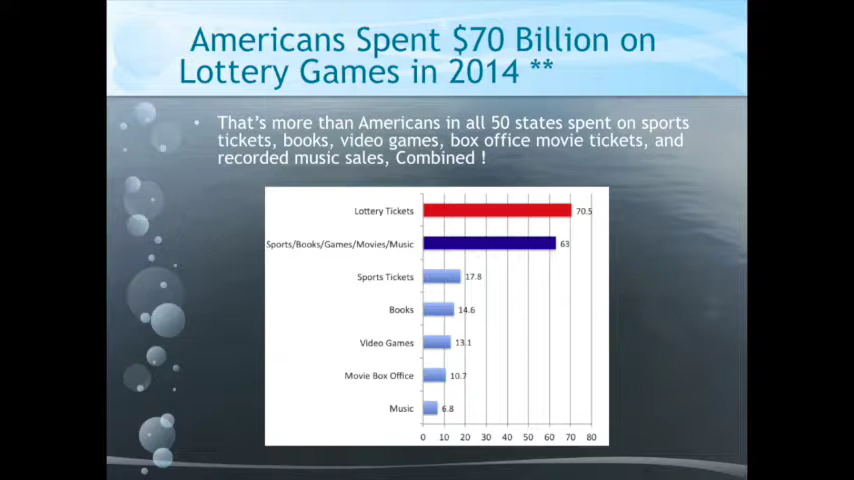 Americans Spent $70 Billion on
Lottery Games in 2014 **
• That's more than Americans in all 50 states spent on sports
tickets, books, video games, box office movie tickets, and
recorded music sales, Combined !
Lottery Tickets 70.5
Sports/Books/Games/Movies/Music 63
Sports Tickets 17.8
Books 14.6
Video Games 13.1
Movie Box Office 10.7
Music 6.8
0 10 20 30 40 50 60 70 80